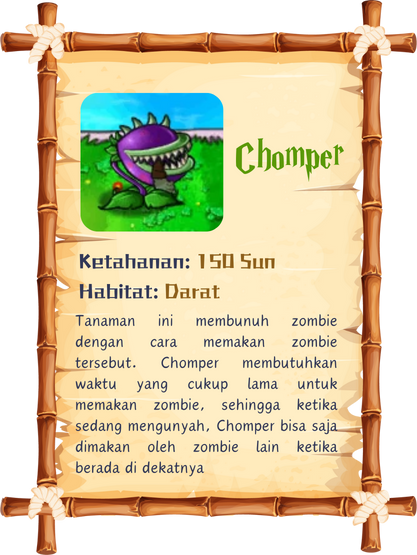 Chomper
Ketahanan: 150 Sun
Habitat: Darat
Tanaman ini membunuh zombie
dengan cara memakan zombie
tersebut. Chomper membutuhkan
waktu yang cukup lama untuk
memakan zombie, sehingga ketika
sedang mengunyah, Chomper bisa saja
dimakan oleh zombie lain ketika
berada di dekatnya